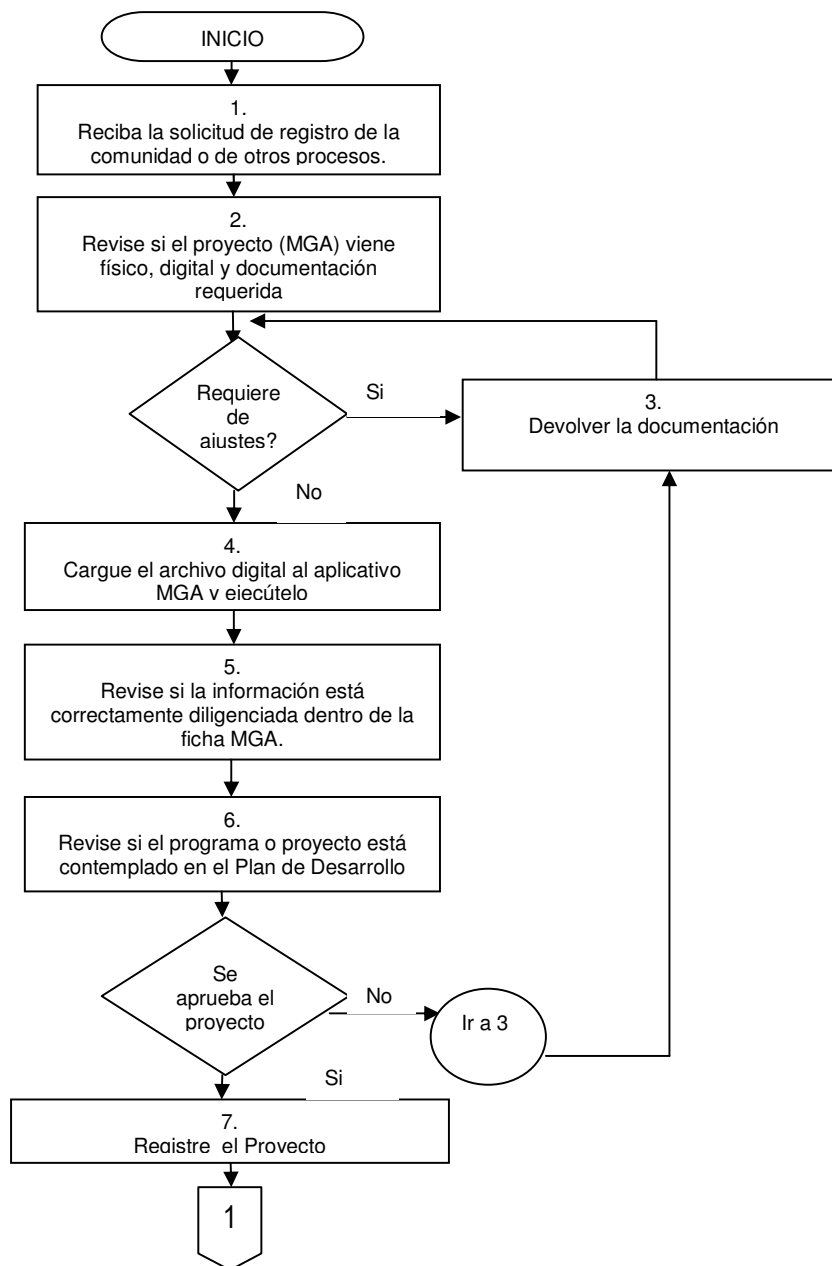 INICIO
1.
Reciba la solicitud de registro de la
comunidad o de otros procesos.
2.
Revise si el proyecto (MGA) viene
físico, digital y documentación
requerida
Requiere
de
ajustes?
Si
3.
Devolver la documentación
No
4.
Cargue el archivo digital al aplicativo
MGA y ejecútelo
5.
Revise si la información está
correctamente diligenciada dentro de la
ficha MGA.
6.
Revise si el programa o proyecto está
contemplado en el Plan de Desarrollo
Se
aprueba el
proyecto
No
Ir a 3
Si
7.
Registre el Proyecto
1